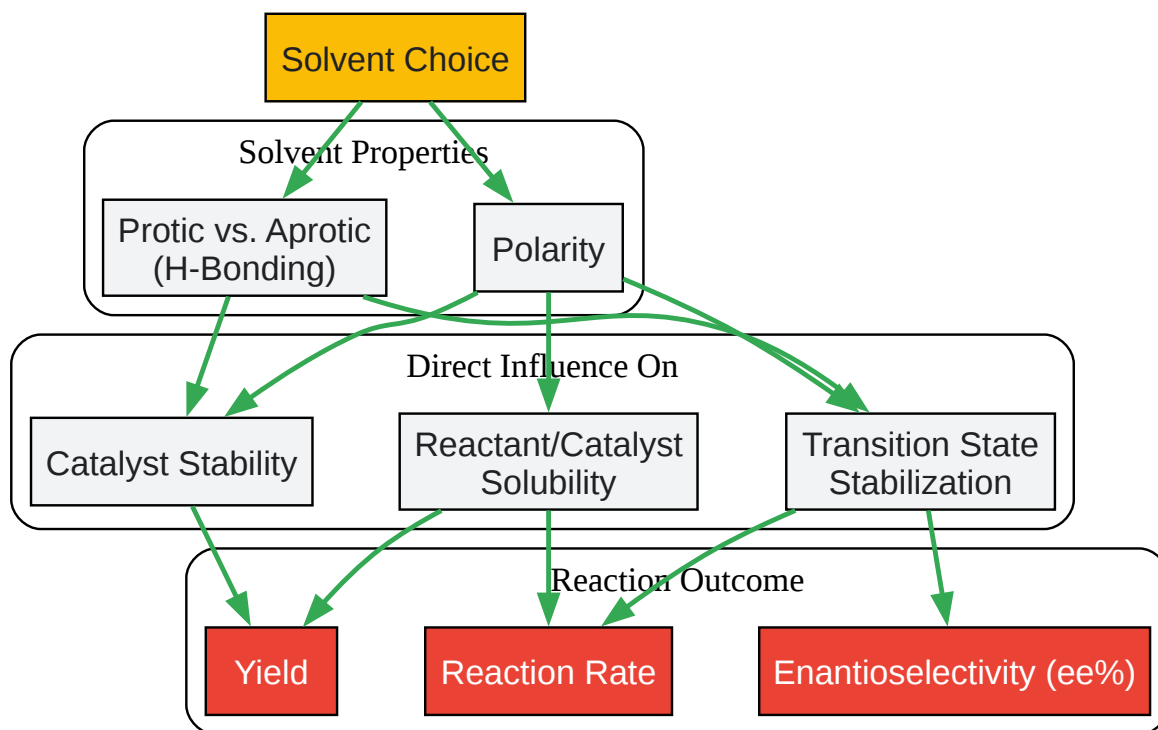 Solvent Choice
Solvent Properties
Protic vs. Aprotic
(H-Bonding)
Polarity
Direct Influence On
Catalyst Stability
Reactant/Catalyst
Solubility
Transition State
Stabilization
Reaction Outcome
Yield
Reaction Rate
Enantioselectivity (ee%)